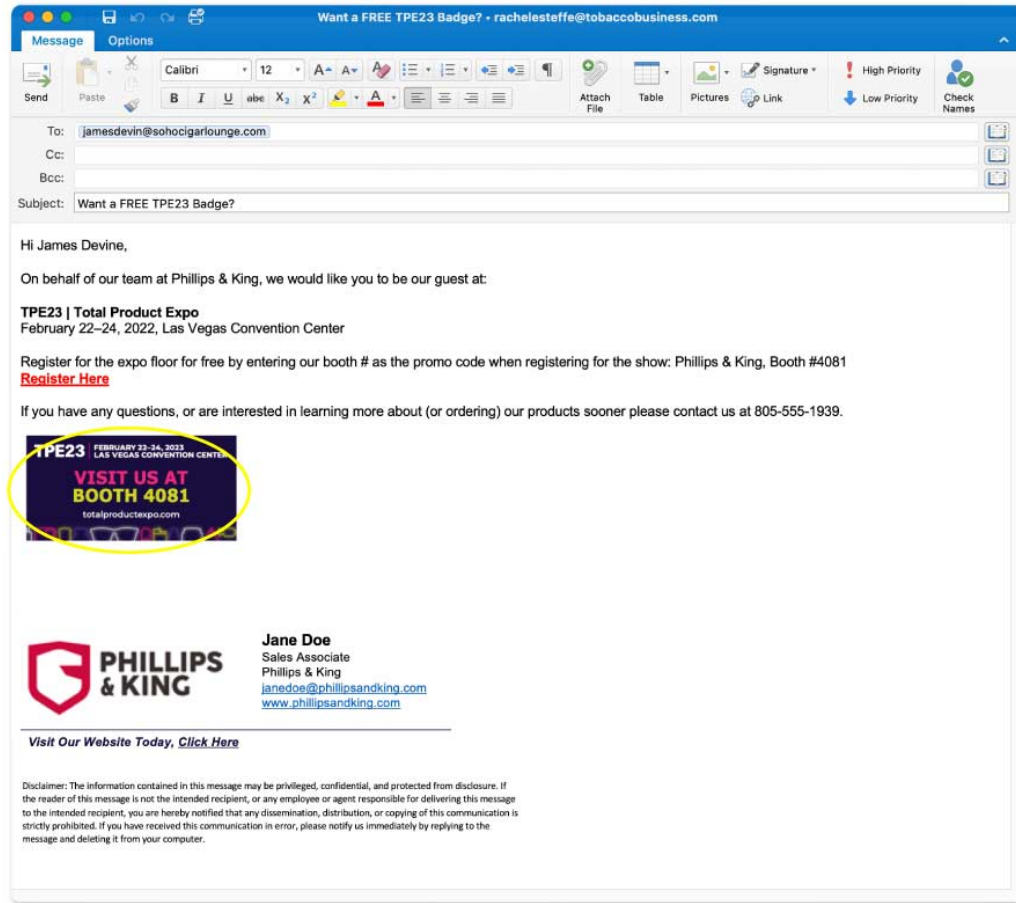 Want a FREE TPE23 Badge? • rachelesteffe@tobaccobusiness.com
Message Options
Calibri 12 A A
Send Paste B I U abc X₂ X² A Attach File Table Pictures Signature Link High Priority Low Priority Check Names
To: jamesdevin@sohocigarlounge.com
Cc:
Bcc:
Subject: Want a FREE TPE23 Badge?
Hi James Devine,
On behalf of our team at Phillips & King, we would like you to be our guest at:
TPE23 | Total Product Expo
February 22–24, 2022, Las Vegas Convention Center
Register for the expo floor for free by entering our booth # as the promo code when registering for the show: Phillips & King, Booth #4081
Register Here
If you have any questions, or are interested in learning more about (or ordering) our products sooner please contact us at 805-555-1939.
TPE23 | FEBRUARY 22-24, 2023
LAS VEGAS CONVENTION CENTER
VISIT US AT
BOOTH 4081
totalproductexpo.com
PHILLIPS
& KING
Jane Doe
Sales Associate
Phillips & King
janedoe@phillipsandking.com
www.phillipsandking.com
Visit Our Website Today, Click Here
Disclaimer: The information contained in this message may be privileged, confidential, and protected from disclosure. If
the reader of this message is not the intended recipient, or any employee or agent responsible for delivering this message
to the intended recipient, you are hereby notified that any dissemination, distribution, or copying of this communication is
strictly prohibited. If you have received this communication in error, please notify us immediately by replying to the
message and deleting it from your computer.